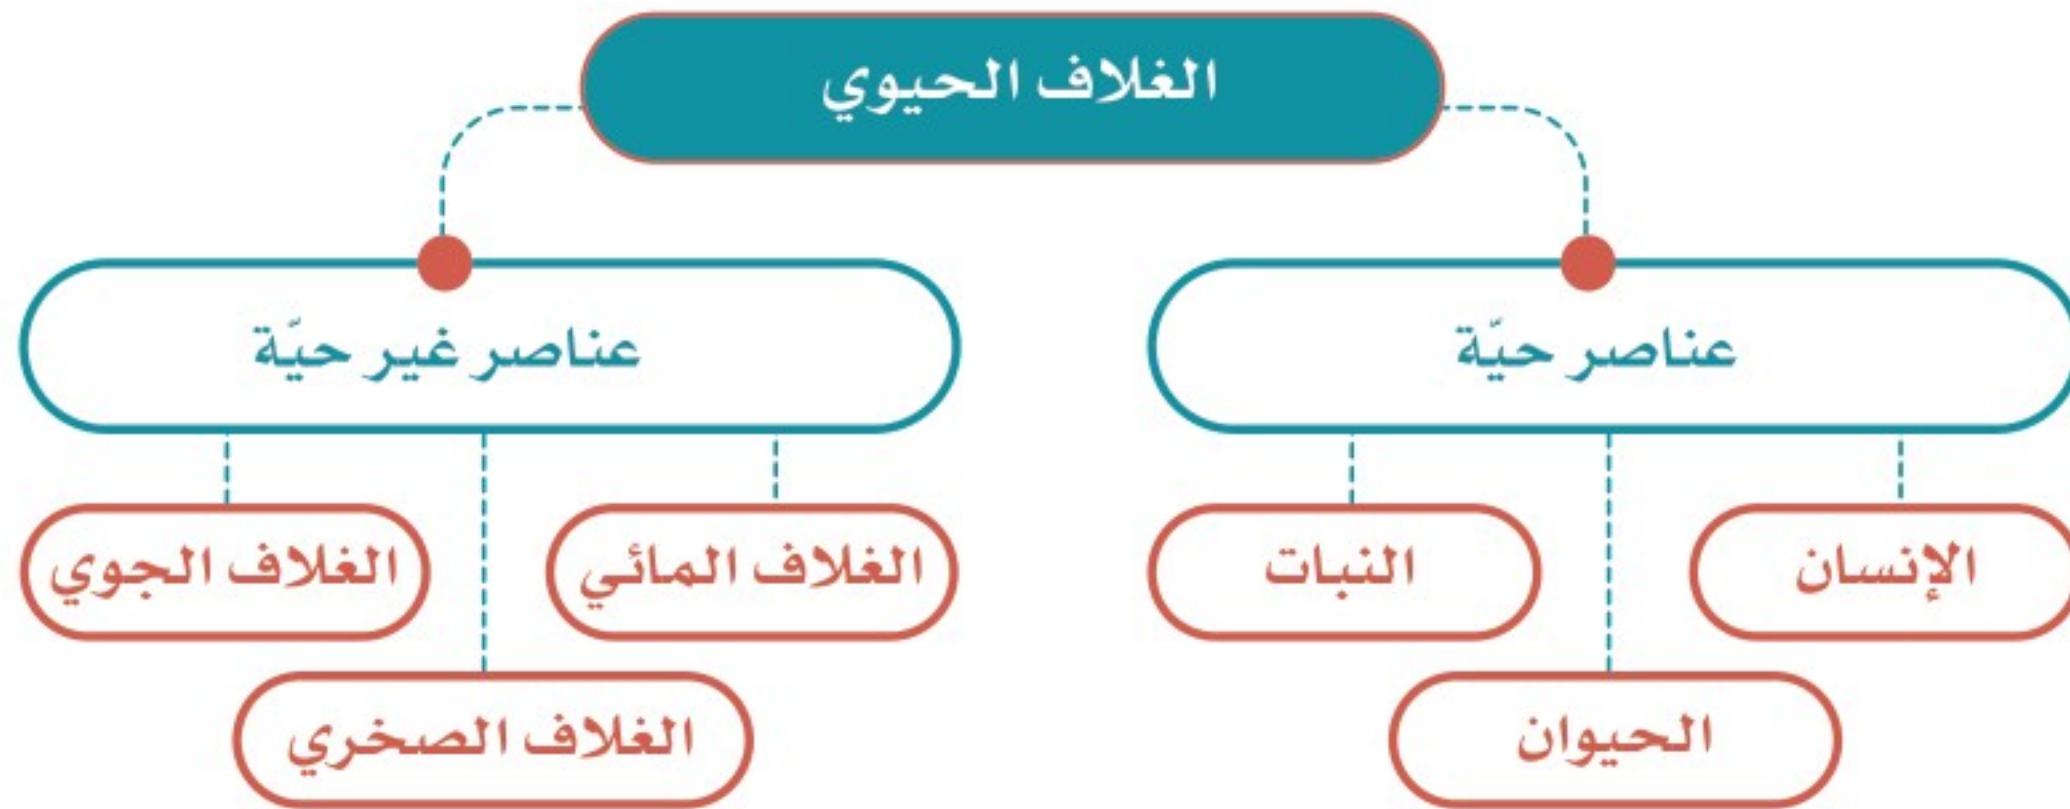 الغلاف الحيوي
عناصر حيّة
عناصر غير حيّة
الإنسان
النبات
الغلاف المائي
الغلاف الجوي
الحيوان
الغلاف الصخري